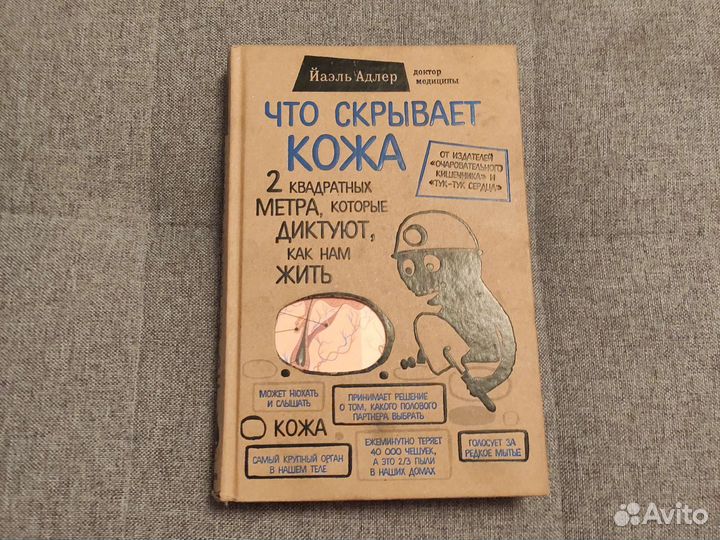 Йаэль Адлер
доктор
медицины
ЧТО СКРЫВАЕТ
КОЖА
ОТ ИЗДАТЕЛЕЙ
«ОЧАРОВАТЕЛЬНОГО
КИШЕЧНИКА» И
«ТУК-ТУК СЕРДЦА»
2 КВАДРАТНЫХ
МЕТРА, КОТОРЫЕ
ДИКТУЮТ,
КАК НАМ
ЖИТЬ
МОЖЕТ НЮХАТЬ
И СЛЫШАТЬ
ПРИНИМАЕТ РЕШЕНИЕ
О ТОМ, КАКОГО ПОЛОВОГО
ПАРТНЕРА ВЫБРАТЬ
КОЖА
САМЫЙ КРУПНЫЙ ОРГАН
В НАШЕМ ТЕЛЕ
ЕЖЕМИНУТНО ТЕРЯЕТ
40 000 ЧЕШУЕК,
А ЭТО 2/3 ПЫЛИ
В НАШИХ ДОМАХ
ГОЛОСУЕТ ЗА
РЕДКОЕ МЫТЬЕ
Avito